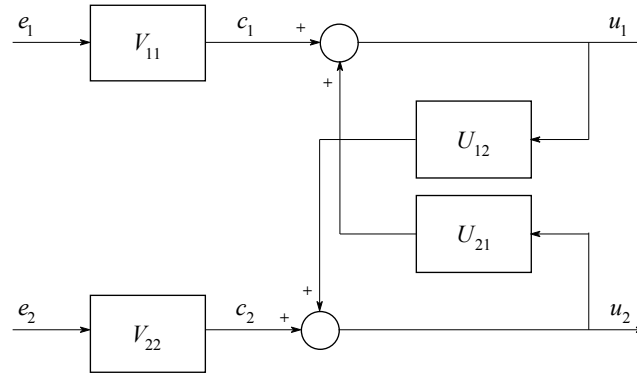 e₁ V₁₁ c₁ + u₁
+
U₁₂
U₂₁
+
e₂ V₂₂ c₂ + u₂